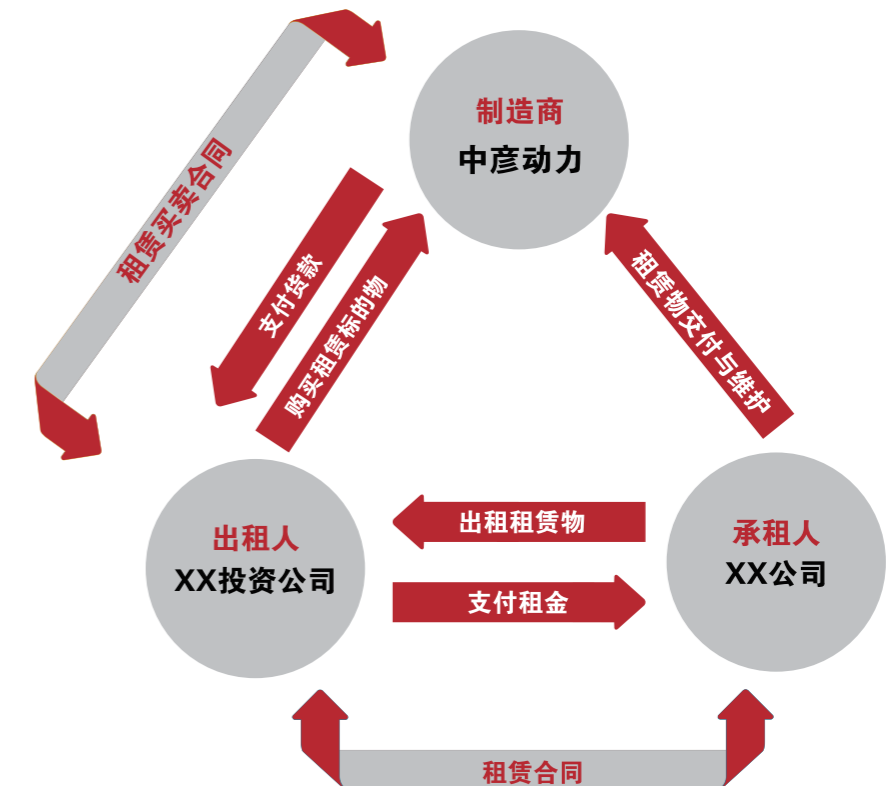 制造商
中彦动力
租赁买卖合同
支付货款
购买租赁标的物
租赁物交付与维护
出租人
XX投资公司
出租租赁物
支付租金
承租人
XX公司
租赁合同